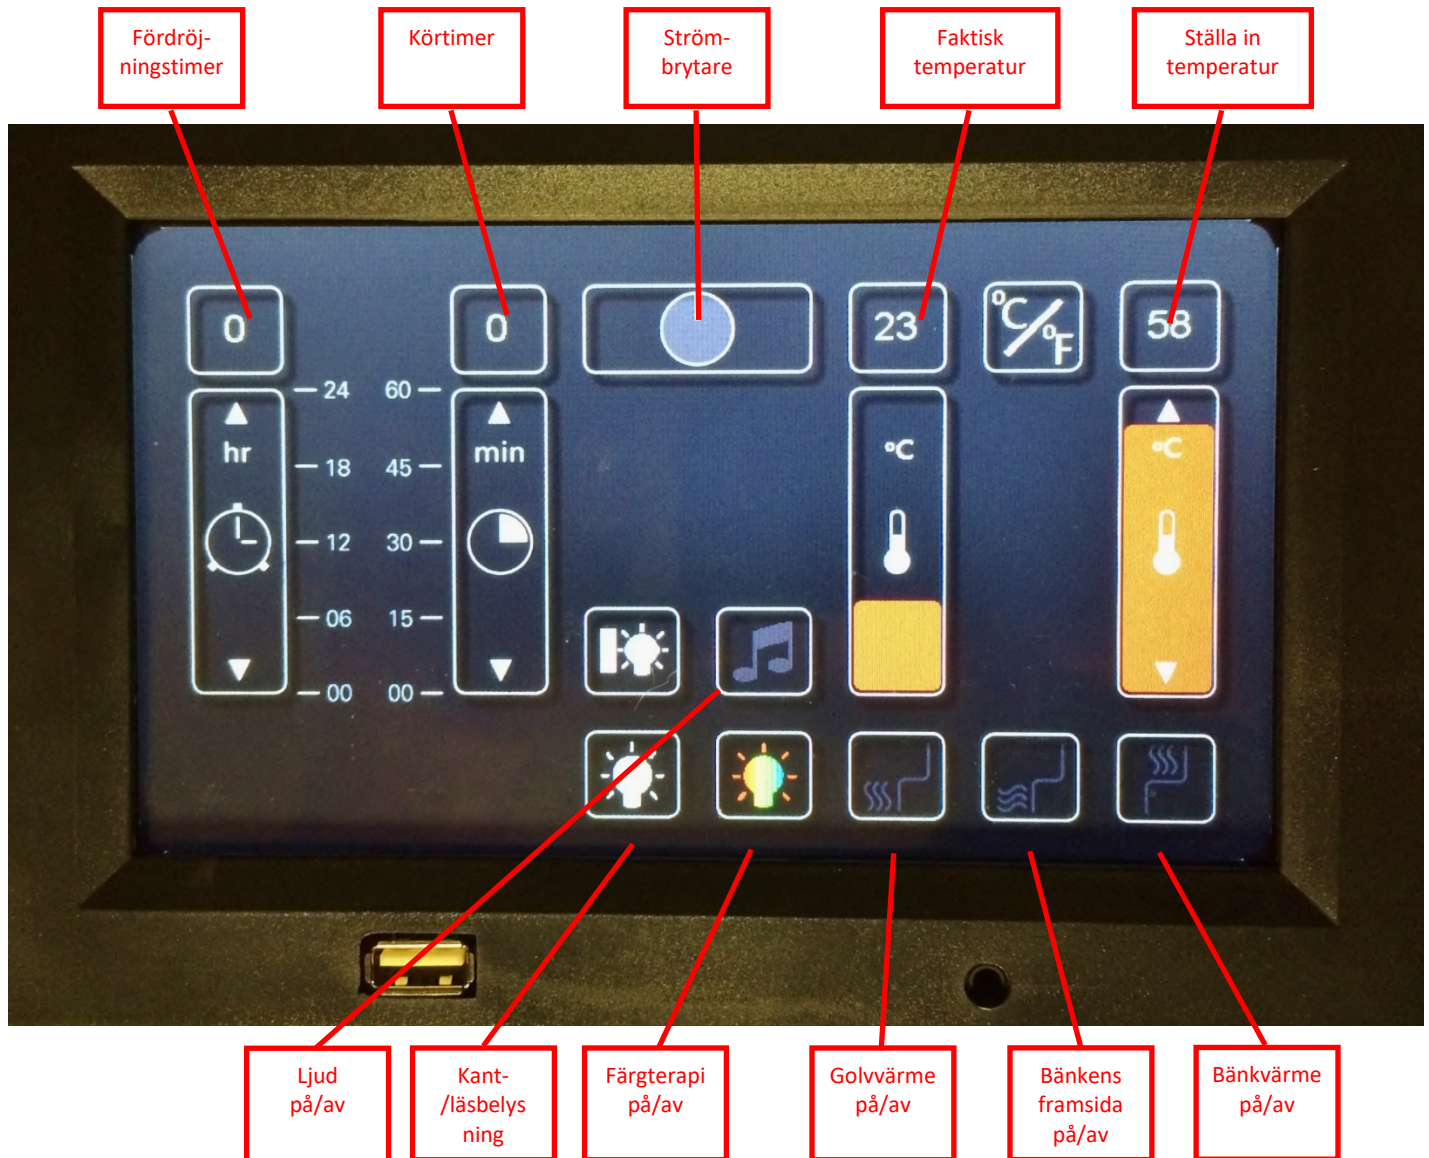 Fördröj-
ningstimer
Körtimer
Ström-
brytare
Faktisk
temperatur
Ställa in
temperatur
0
0
23
°C/°F
58
24
60
hr
min
°C
°C
18
45
12
30
06
15
00
00
Ljud
på/av
Kant-
/läsbelys
ning
Färgterapi
på/av
Golvvärme
på/av
Bänkens
framsida
på/av
Bänkvärme
på/av